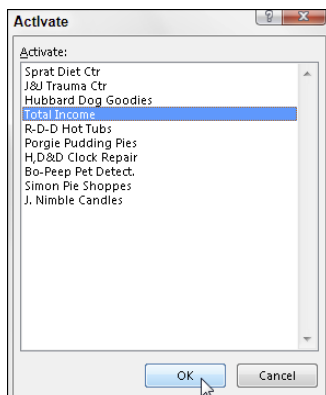 Activate
Activate:
Sprat Diet Ctr
J&J Trauma Ctr
Hubbard Dog Goodies
Total Income
R-D-D Hot Tubs
Porgie Pudding Pies
H,D&D Clock Repair
Bo-Peep Pet Detect.
Simon Pie Shoppes
J. Nimble Candles
OK
Cancel